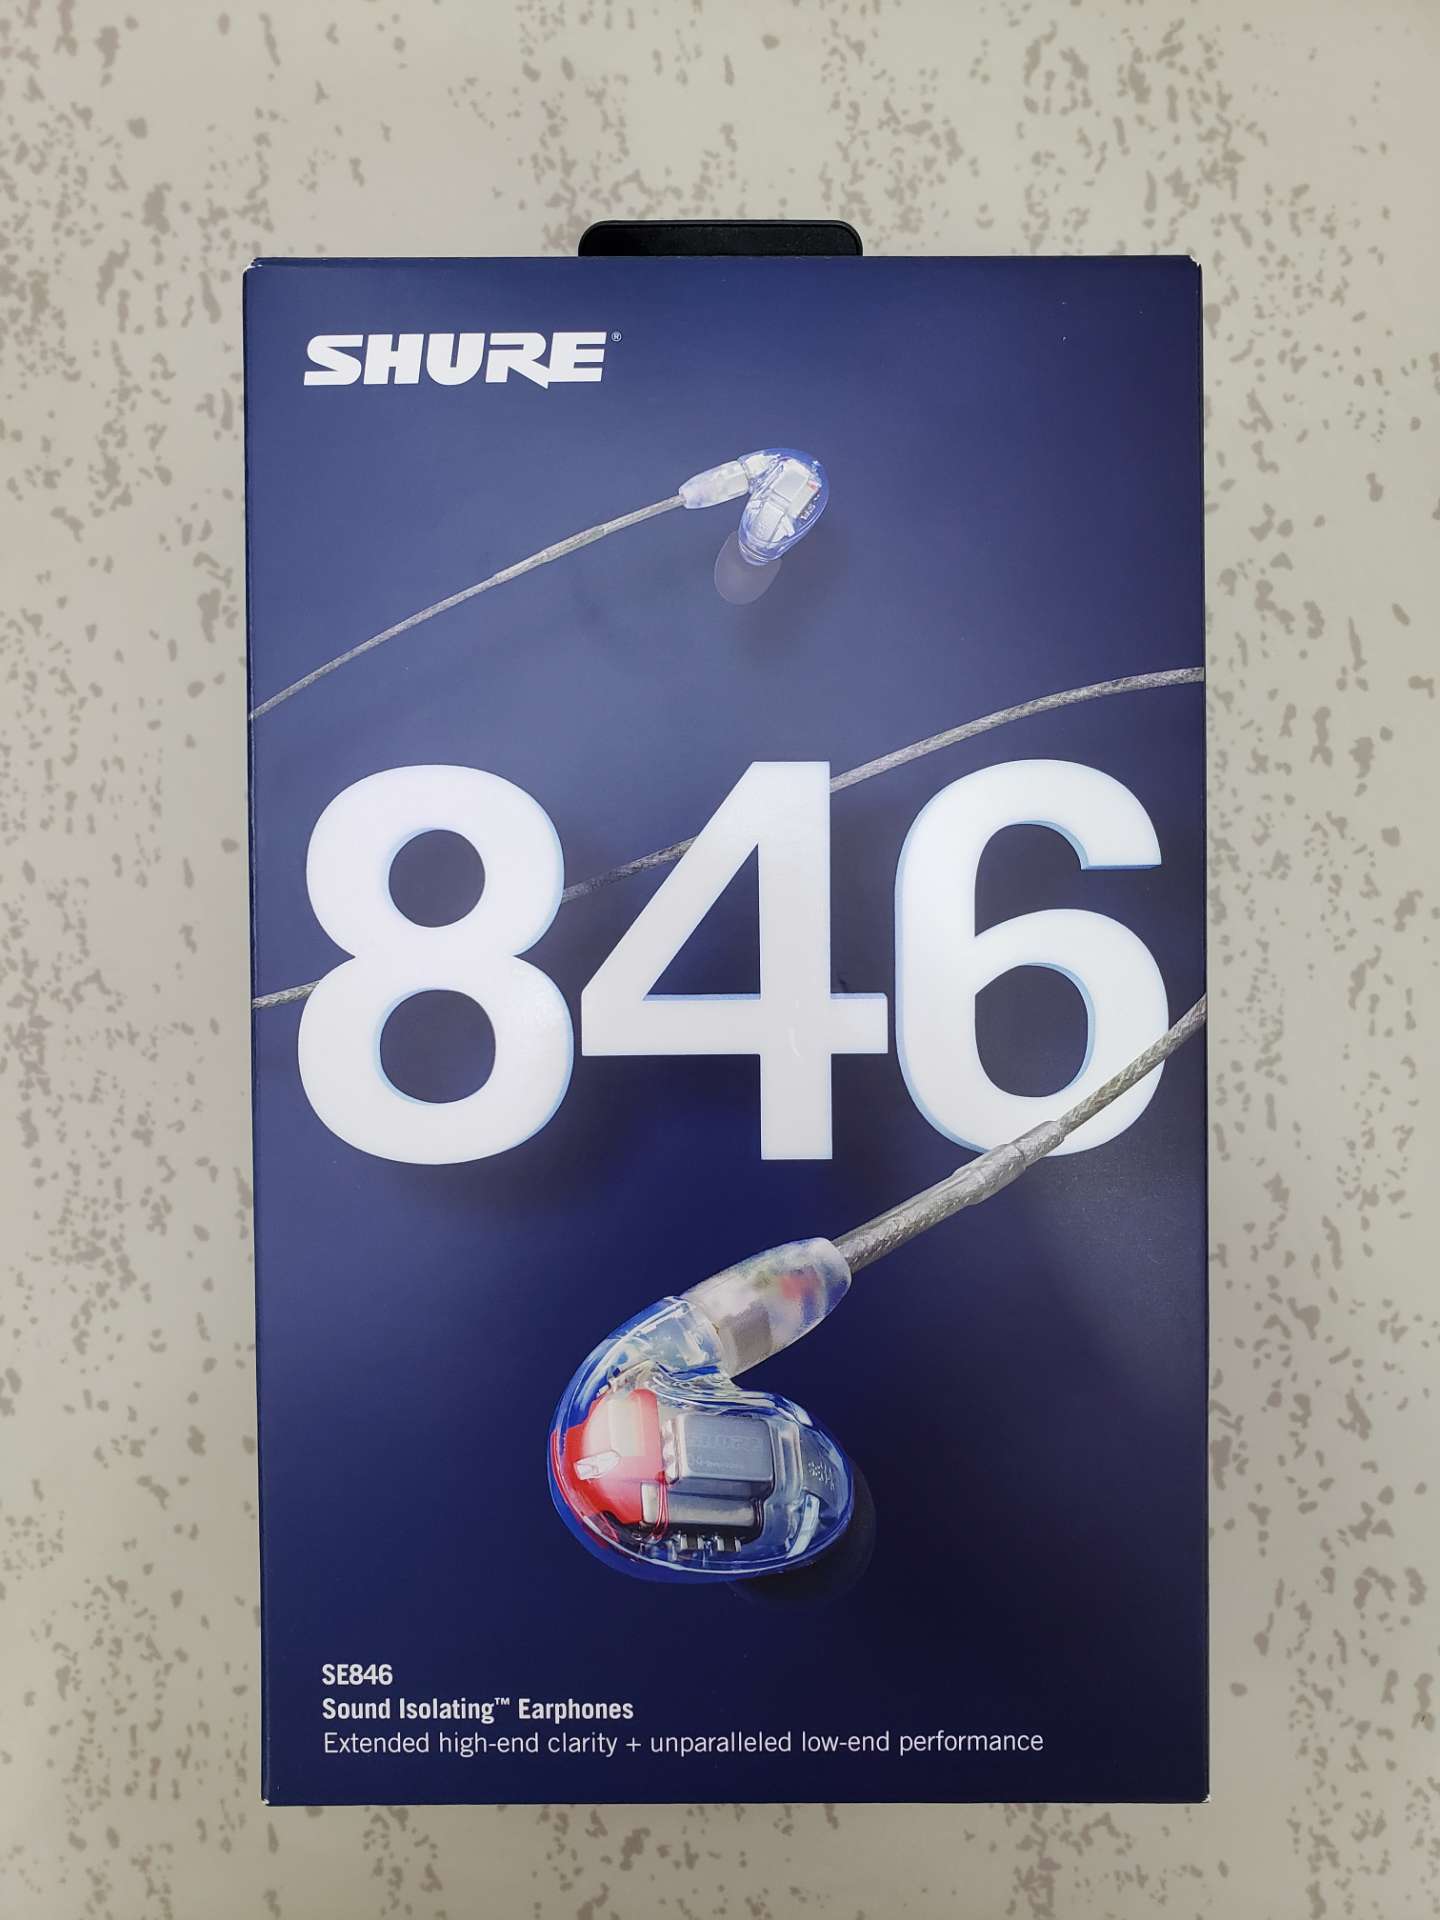 SHURE®
846
SE846
Sound Isolating™ Earphones
Extended high-end clarity + unparalleled low-end performance